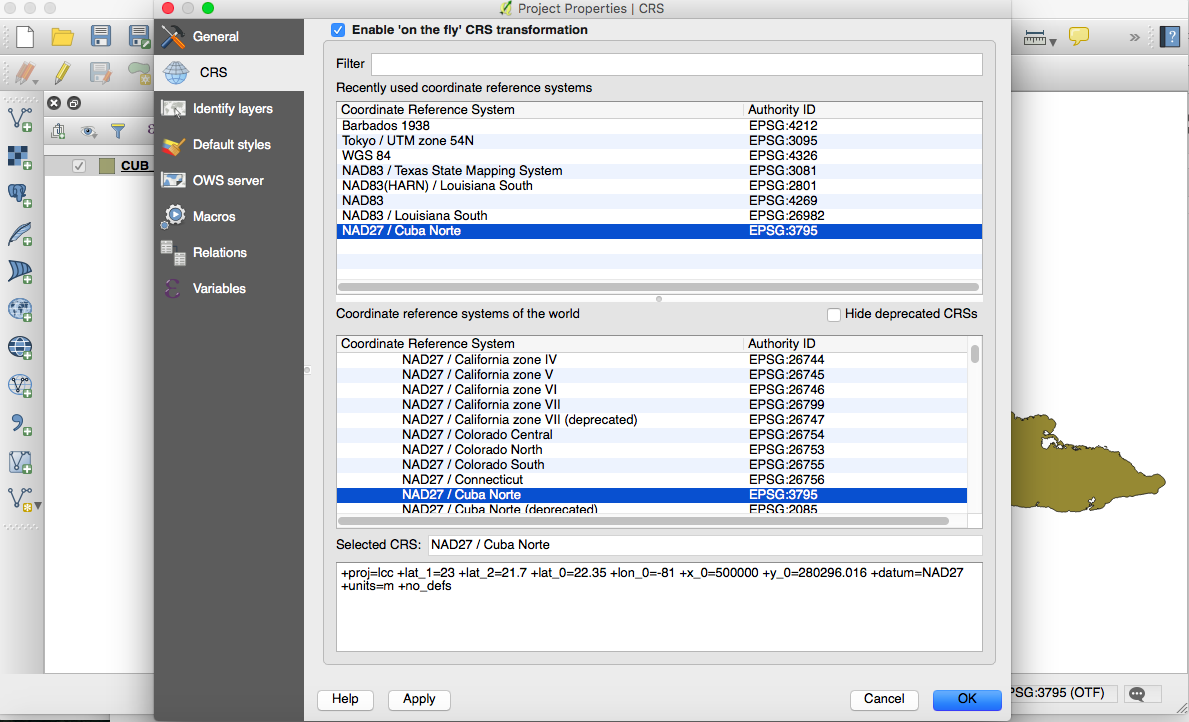 Project Properties | CRS
General
CRS
Identify layers
Default styles
OWS server
Macros
Relations
Variables
CUB
Enable 'on the fly' CRS transformation
Filter
Recently used coordinate reference systems
Coordinate Reference System Authority ID
Barbados 1938 EPSG:4212
Tokyo / UTM zone 54N EPSG:3095
WGS 84 EPSG:4326
NAD83 / Texas State Mapping System EPSG:3081
NAD83(HARN) / Louisiana South EPSG:2801
NAD83 EPSG:4269
NAD83 / Louisiana South EPSG:26982
NAD27 / Cuba Norte EPSG:3795
Coordinate reference systems of the world
Hide deprecated CRSs
Coordinate Reference System Authority ID
NAD27 / California zone IV EPSG:26744
NAD27 / California zone V EPSG:26745
NAD27 / California zone VI EPSG:26746
NAD27 / California zone VII EPSG:26799
NAD27 / California zone VII (deprecated) EPSG:26747
NAD27 / Colorado Central EPSG:26754
NAD27 / Colorado North EPSG:26753
NAD27 / Colorado South EPSG:26755
NAD27 / Connecticut EPSG:26756
NAD27 / Cuba Norte EPSG:3795
NAD27 / Cuba Norte (deprecated) EPSG:2085
Selected CRS: NAD27 / Cuba Norte
+proj=lcc +lat_1=23 +lat_2=21.7 +lat_0=22.35 +lon_0=-81 +x_0=500000 +y_0=280296.016 +datum=NAD27
+units=m +no_defs
Help Apply Cancel OK
PSG:3795 (OTF)